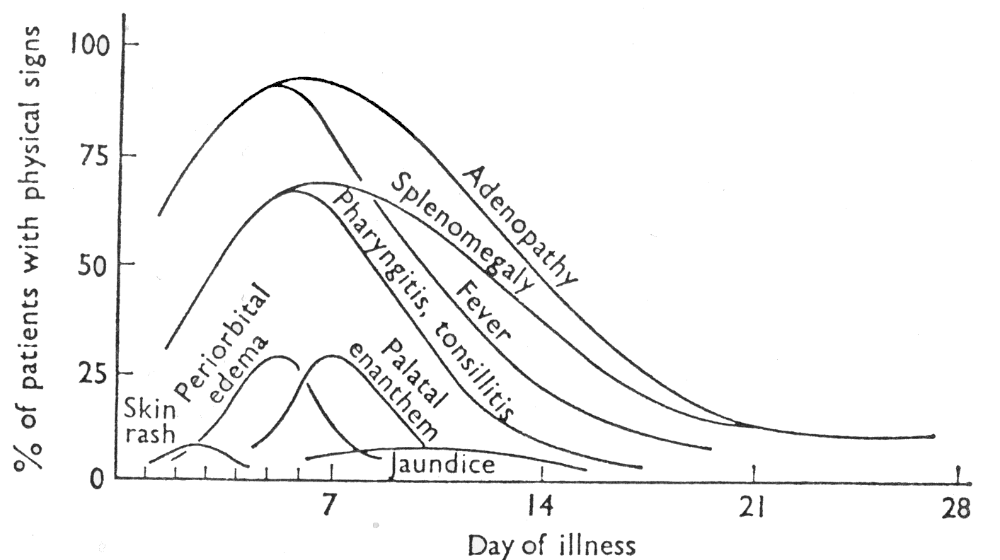 % of patients with physical signs
100
75
50
25
0
Adenopathy
Splenomegaly
Fever
Pharyngitis, tonsillitis
Palatal
enanthem
Periorbital
edema
Skin
rash
Jaundice
7
14
21
28
Day of illness